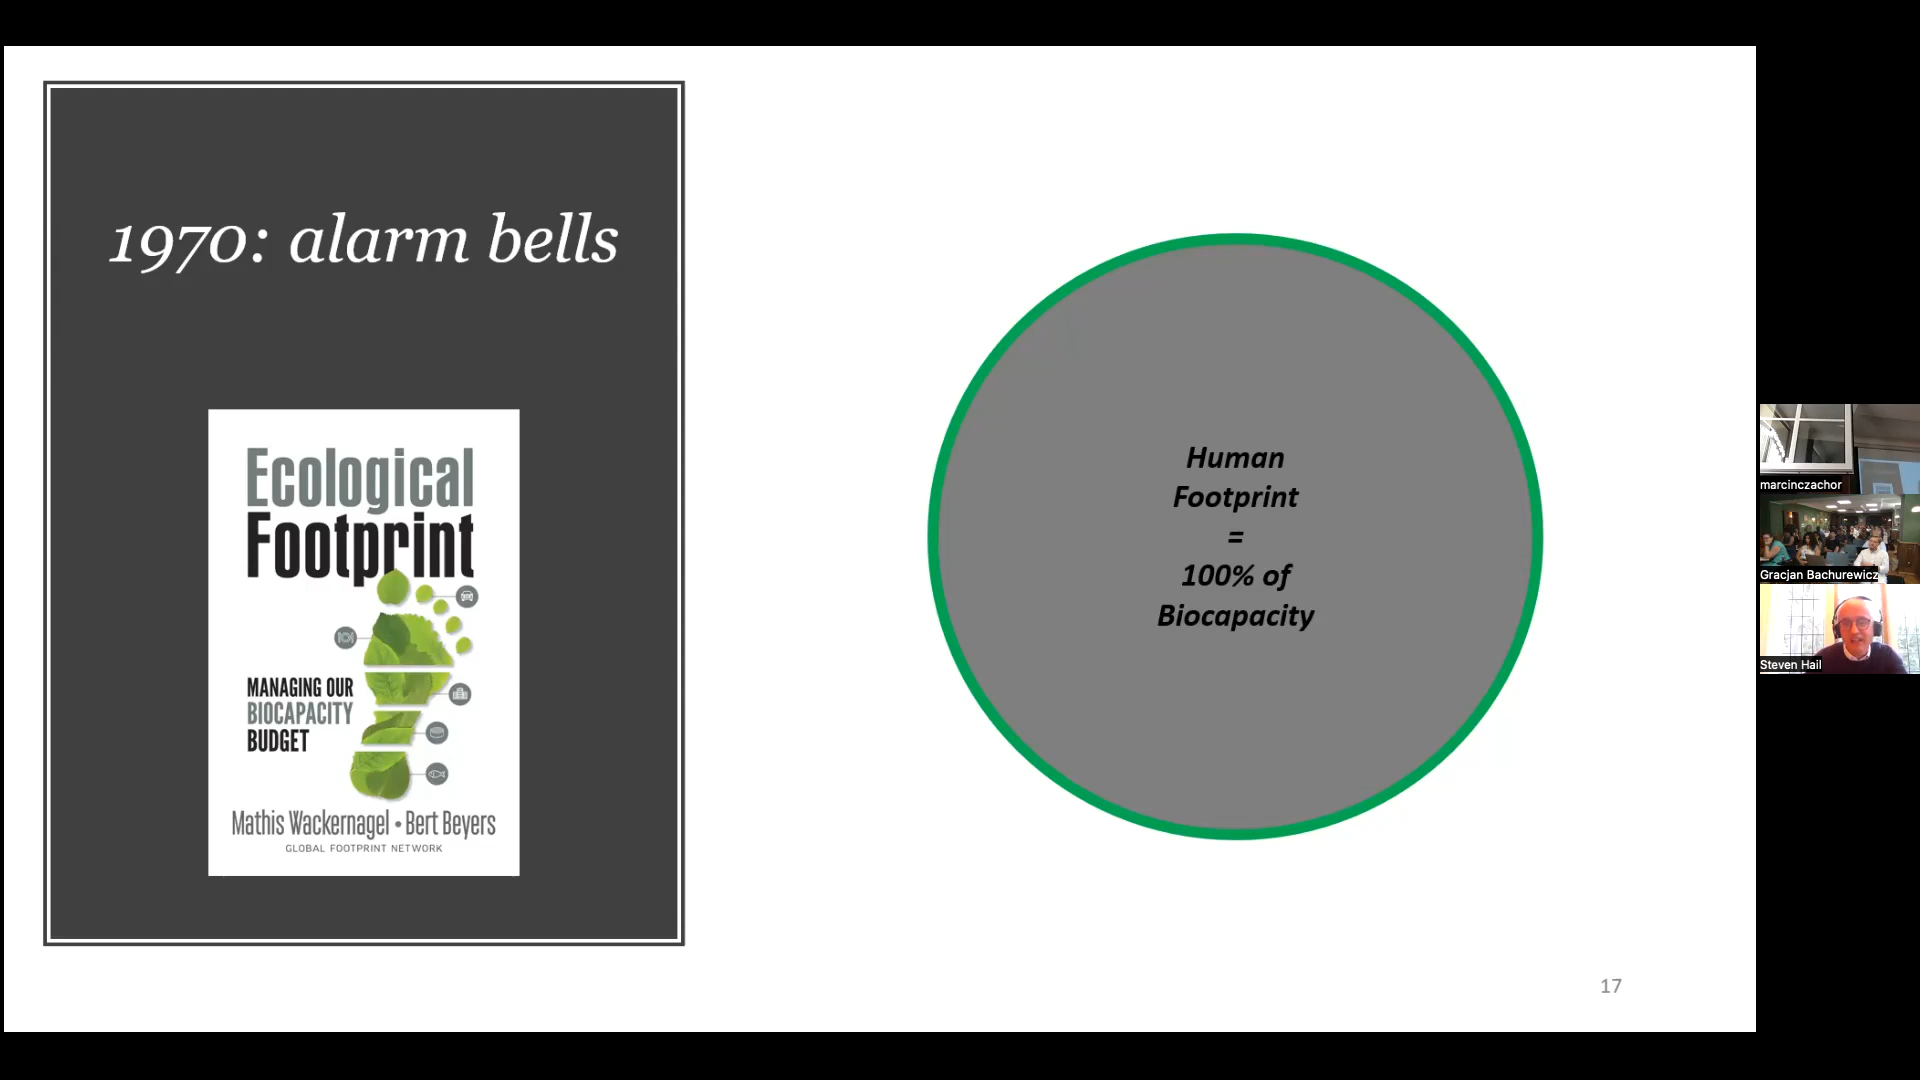 1970: alarm bells
Ecological
Footprint
MANAGING OUR
BIOCAPACITY
BUDGET
Mathis Wackernagel • Bert Beyers
GLOBAL FOOTPRINT NETWORK
Human
Footprint
=
100% of
Biocapacity
17
marcinczachor
Gracjan Bachurewicz
Steven Hail